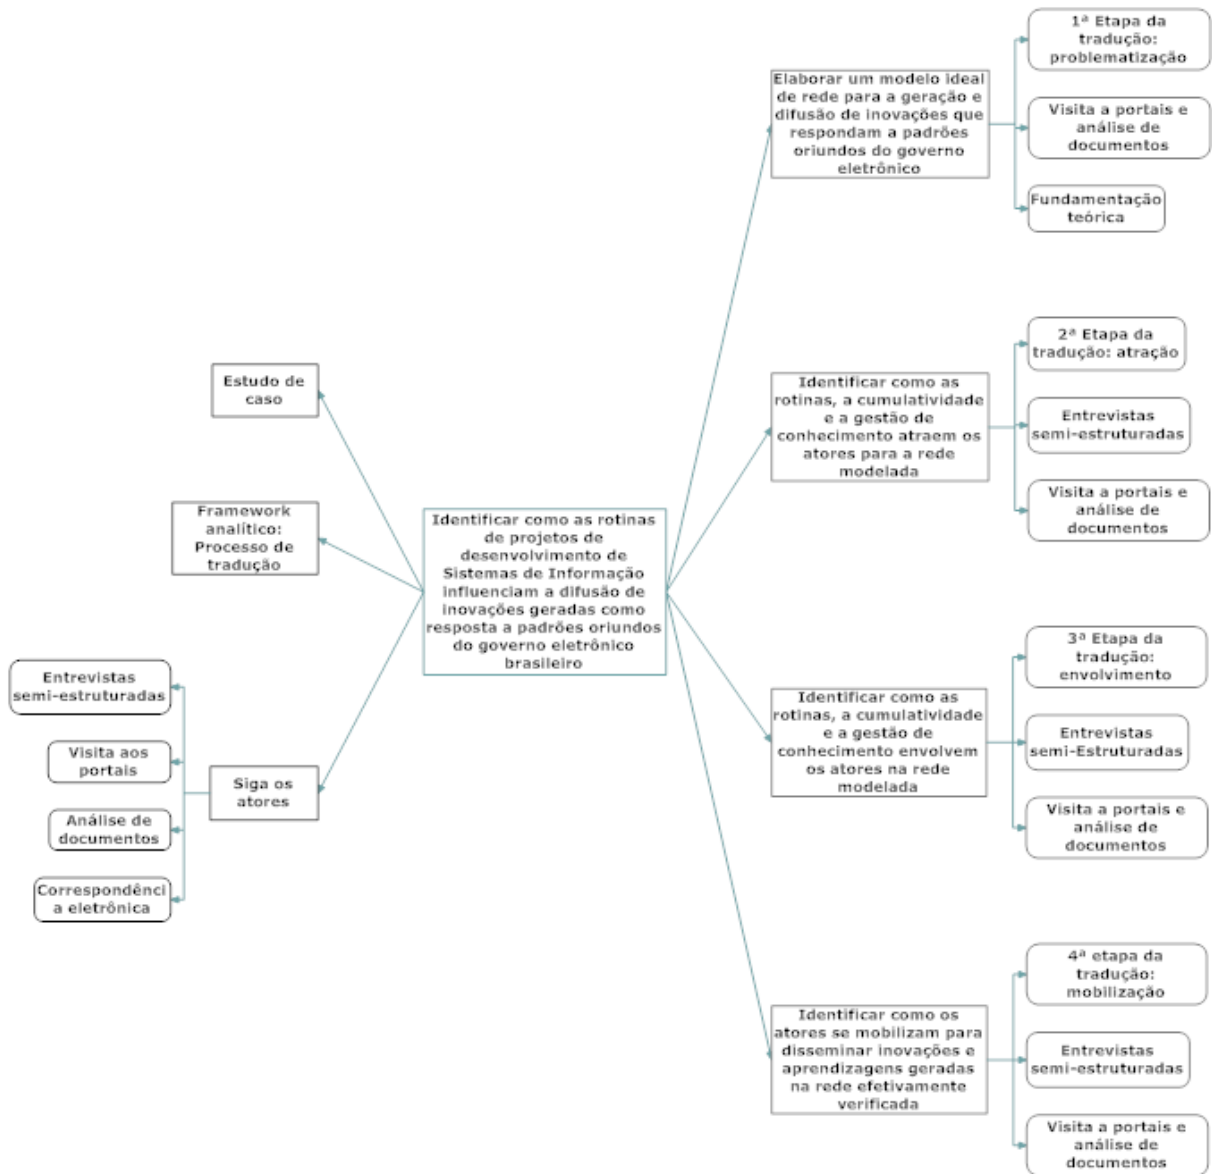 Estudo de
caso
Framework
analítico:
Processo de
tradução
Siga os
atores
Entrevistas
semi-estruturadas
Visita aos
portais
Análise de
documentos
Correspondênci
a eletrônica
Identificar como as rotinas
de projetos de
desenvolvimento de
Sistemas de Informação
influenciam a difusão de
inovações geradas como
resposta a padrões oriundos
do governo eletrônico
brasileiro
Elaborar um modelo ideal
de rede para a geração e
difusão de inovações que
respondam a padrões
oriundos do governo
eletrônico
1ª Etapa da
tradução:
problematização
Visita a portais e
análise de
documentos
Fundamentação
teórica
Identificar como as
rotinas, a cumulatividade
e a gestão de
conhecimento atraem os
atores para a rede
modelada
2ª Etapa da
tradução: atração
Entrevistas
semi-estruturadas
Visita a portais e
análise de
documentos
Identificar como as
rotinas, a cumulatividade
e a gestão de
conhecimento envolvem
os atores na rede
modelada
3ª Etapa da
tradução:
envolvimento
Entrevistas
semi-Estruturadas
Visita a portais e
análise de
documentos
Identificar como os
atores se mobilizam para
disseminar inovações e
aprendizagens geradas
na rede efetivamente
verificada
4ª etapa da
tradução:
mobilização
Entrevistas
semi-estruturadas
Visita a portais e
análise de
documentos